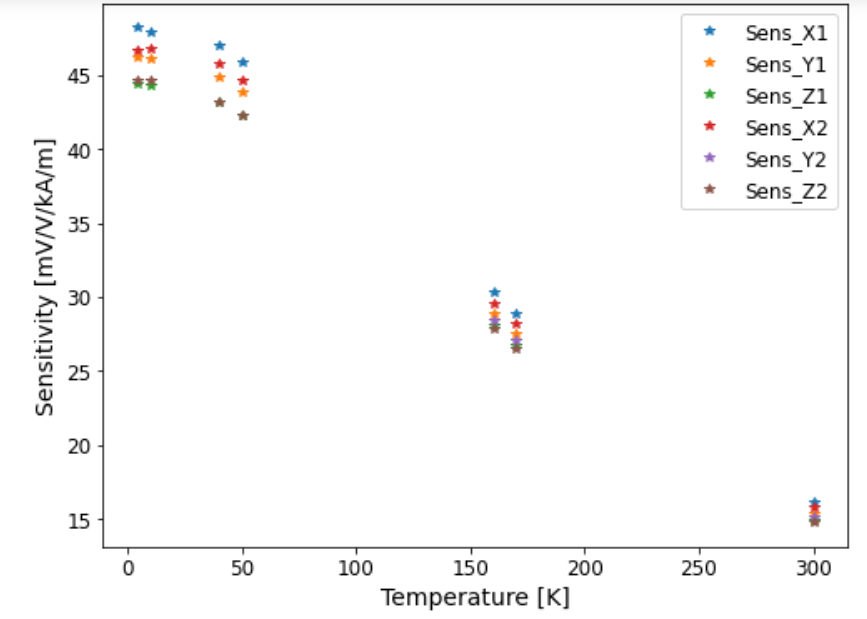 Sens_X1
Sens_Y1
Sens_Z1
Sens_X2
Sens_Y2
Sens_Z2
45
40
35
30
25
20
15
Sensitivity [mV/V/kA/m]
0 50 100 150 200 250 300
Temperature [K]